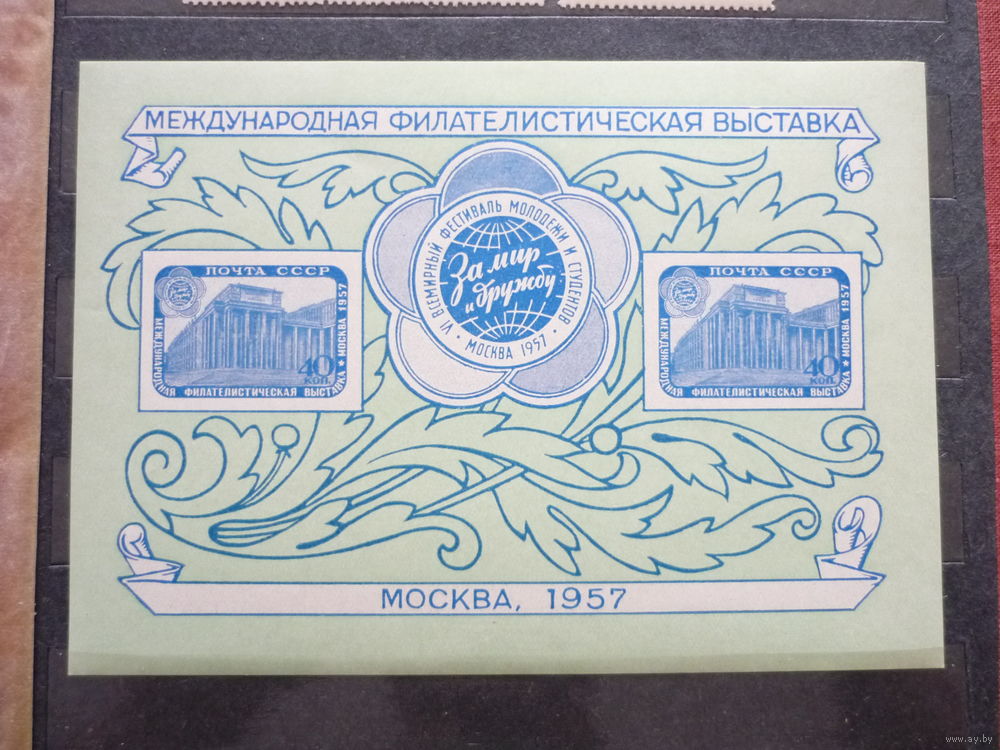 МЕЖДУНАРОДНАЯ ФИЛАТЕЛИСТИЧЕСКАЯ ВЫСТАВКА
VI ВСЕМИРНЫЙ ФЕСТИВАЛЬ МОЛОДЕЖИ И СТУДЕНТОВ
• МОСКВА 1957 •
За мир
и дружбу
ПОЧТА СССР
МЕЖДУНАРОДНАЯ ФИЛАТЕЛИСТИЧЕСКАЯ ВЫСТАВКА ★ МОСКВА 1957
40
КОП.
ПОЧТА СССР
МЕЖДУНАРОДНАЯ ФИЛАТЕЛИСТИЧЕСКАЯ ВЫСТАВКА ★ МОСКВА 1957
40
КОП.
МОСКВА, 1957
www.ay.by